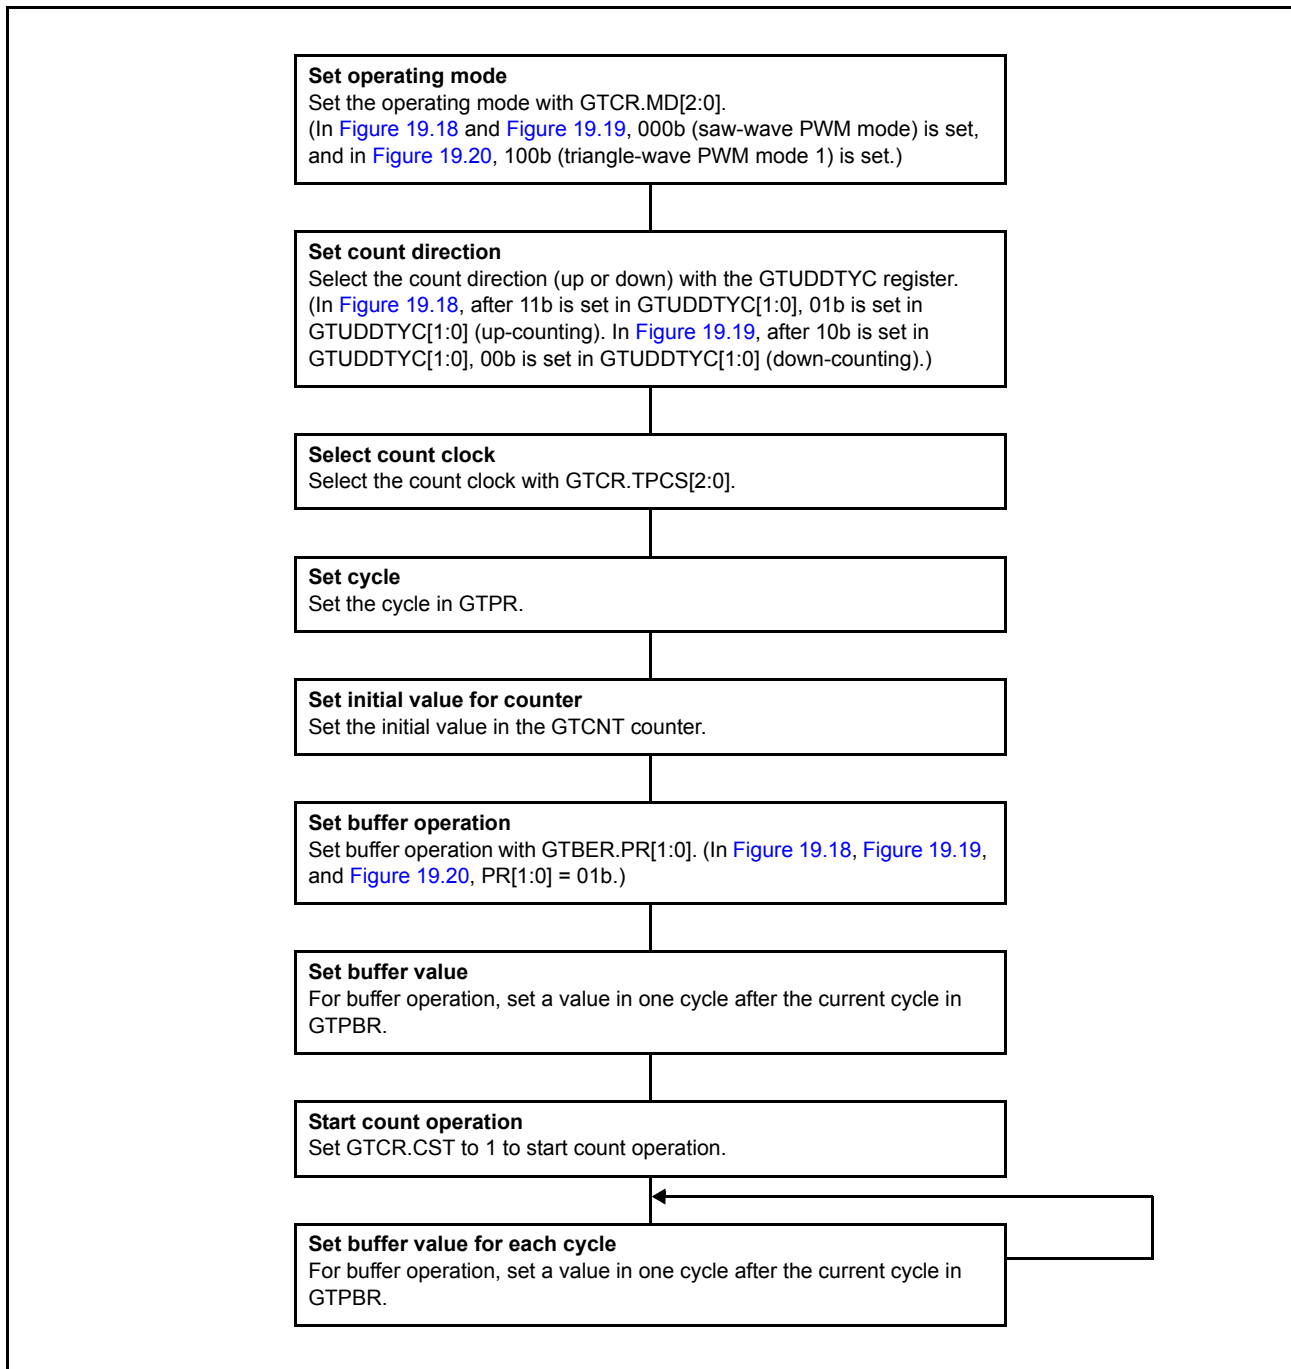 Set operating mode
Set the operating mode with GTCR.MD[2:0].
(In Figure 19.18 and Figure 19.19, 000b (saw-wave PWM mode) is set,
and in Figure 19.20, 100b (triangle-wave PWM mode 1) is set.)
Set count direction
Select the count direction (up or down) with the GTUDDTYC register.
(In Figure 19.18, after 11b is set in GTUDDTYC[1:0], 01b is set in
GTUDDTYC[1:0] (up-counting). In Figure 19.19, after 10b is set in
GTUDDTYC[1:0], 00b is set in GTUDDTYC[1:0] (down-counting).)
Select count clock
Select the count clock with GTCR.TPCS[2:0].
Set cycle
Set the cycle in GTPR.
Set initial value for counter
Set the initial value in the GTCNT counter.
Set buffer operation
Set buffer operation with GTBER.PR[1:0]. (In Figure 19.18, Figure 19.19,
and Figure 19.20, PR[1:0] = 01b.)
Set buffer value
For buffer operation, set a value in one cycle after the current cycle in
GTPBR.
Start count operation
Set GTCR.CST to 1 to start count operation.
Set buffer value for each cycle
For buffer operation, set a value in one cycle after the current cycle in
GTPBR.